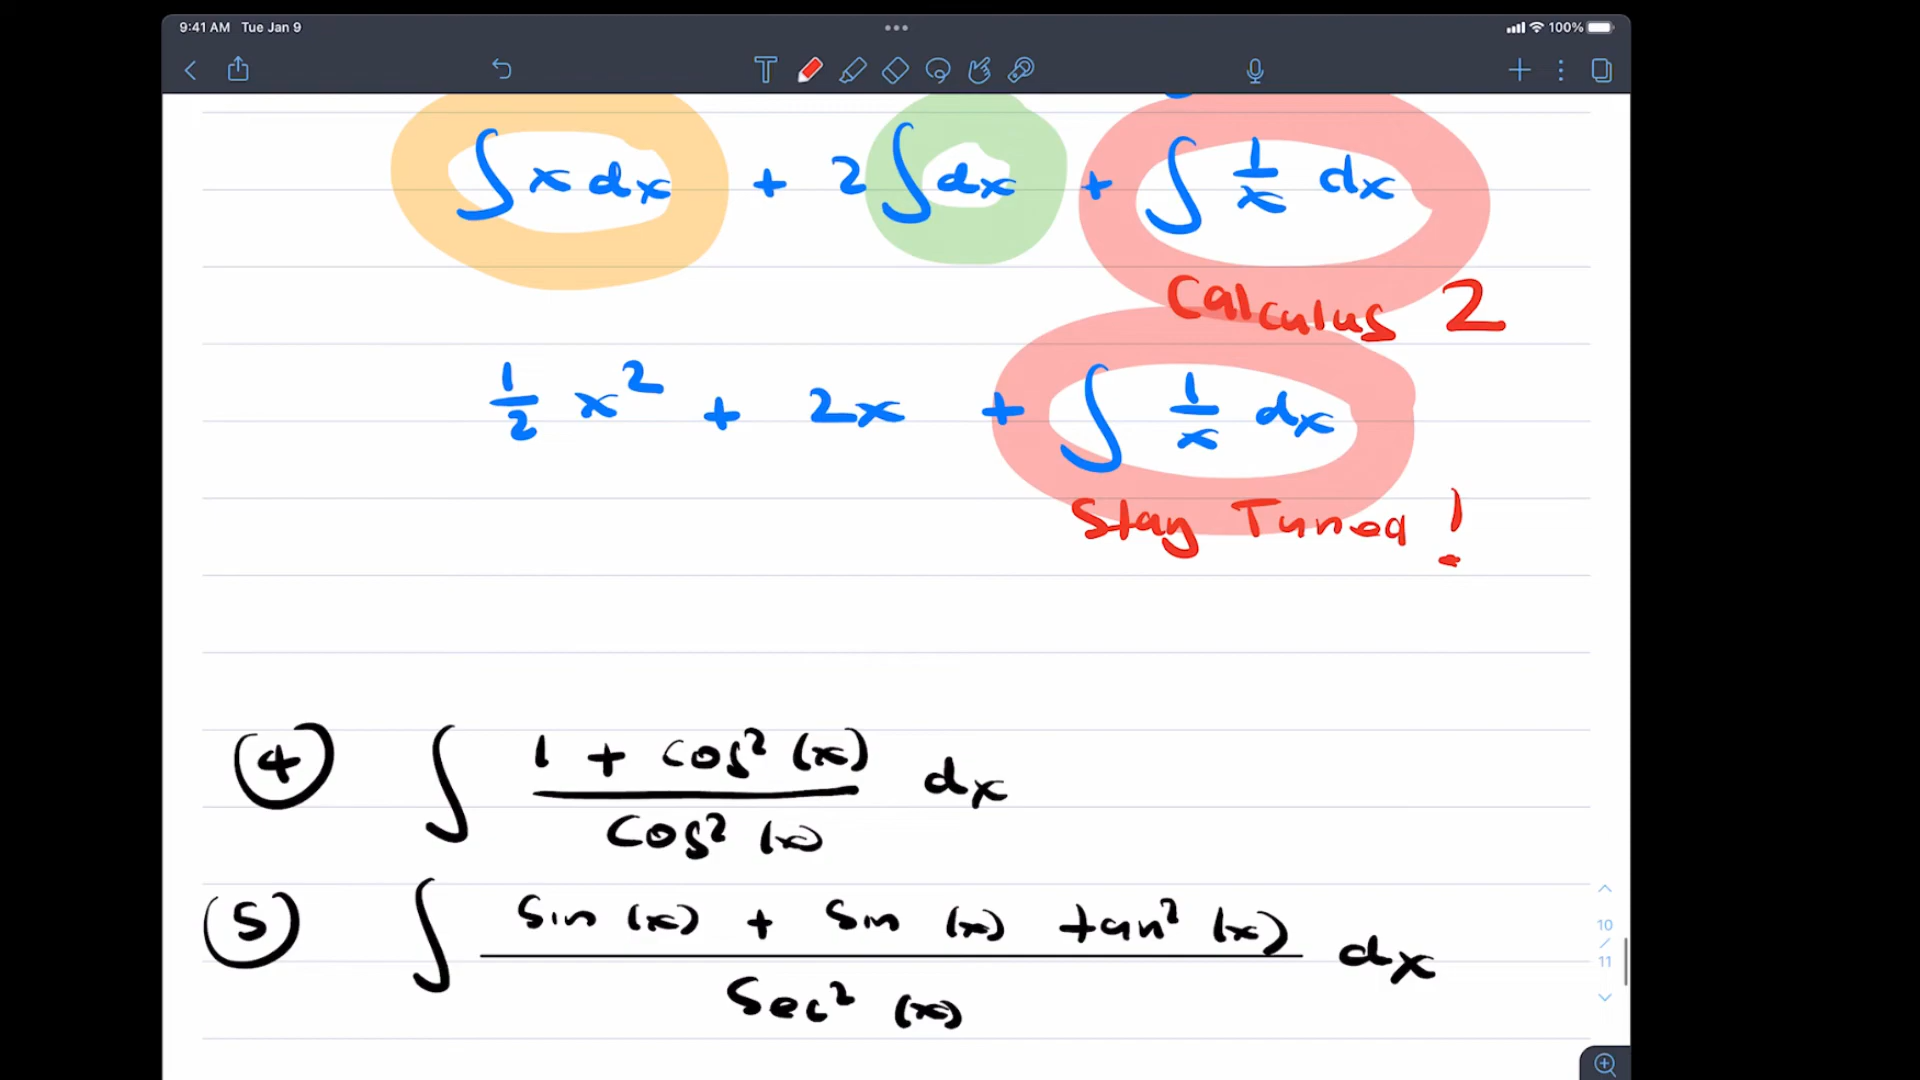 9:41 AM Tue Jan 9 100%
∫ x dx + 2 ∫ dx + ∫ 1/x dx
Calculus 2
1/2 x² + 2x + ∫ 1/x dx
Stay Tuned !
④ ∫ (1 + cos² (x)) / (cos² (x)) dx
⑤ ∫ (sin (x) + sin (x) tan² (x)) / (sec² (x)) dx
10
/
11